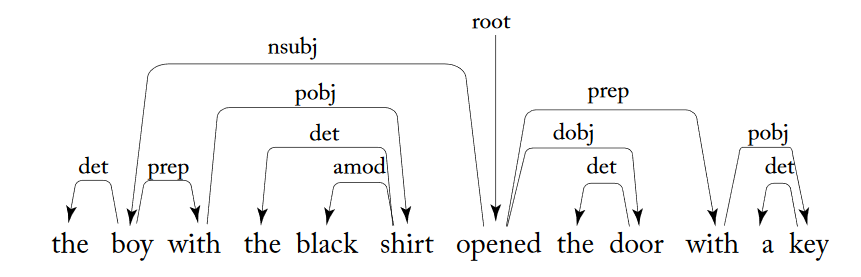 root
nsubj
pobj prep
det dobj pobj
det prep amod det det
the boy with the black shirt opened the door with a key